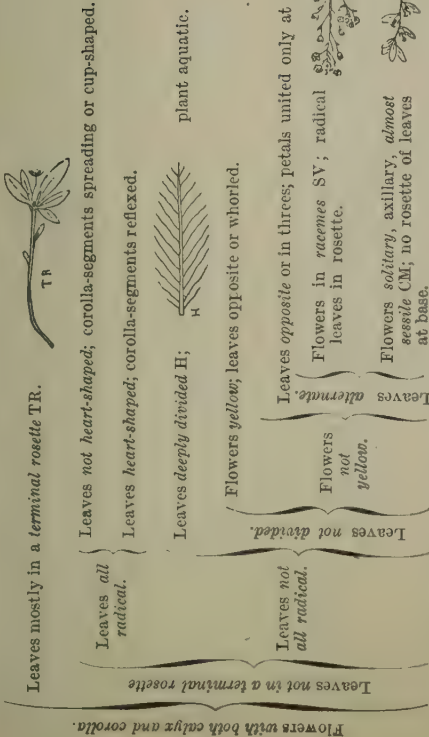 Flowers with both calyx and corolla.
Leaves mostly in a terminal rosette TR.
TR
Leaves not in a terminal rosette
Leaves all
radical.
Leaves not heart-shaped; corolla-segments spreading or cup-shaped.
Leaves heart-shaped; corolla-segments reflexed.
Leaves not
all radical.
Leaves deeply divided H;
H
plant aquatic.
Leaves not divided.
Flowers yellow; leaves opposite or whorled.
Flowers
not
yellow.
Leaves opposite or in threes; petals united only at
Leaves alternate.
Flowers in racemes SV; radical
leaves in rosette.
Flowers solitary, axillary, almost
sessile CM; no rosette of leaves
at base.